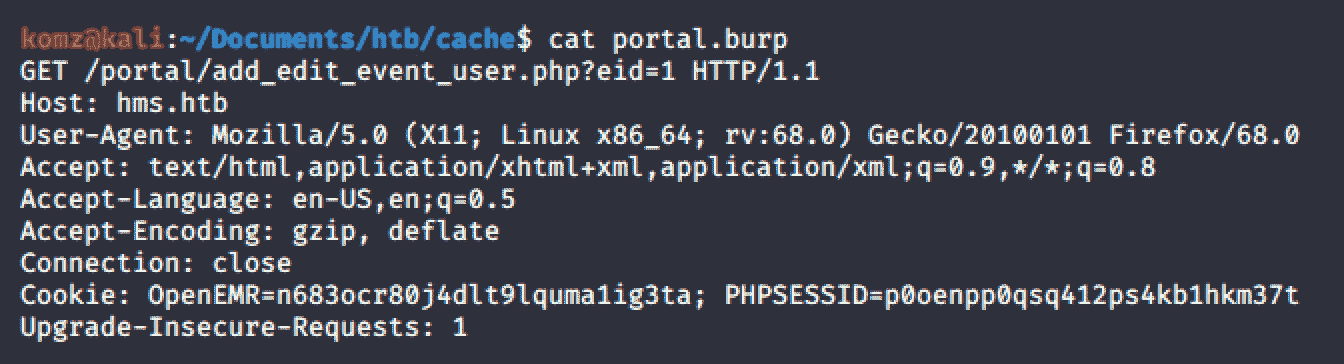 komz@kali:~/Documents/htb/cache$ cat portal.burp
GET /portal/add_edit_event_user.php?eid=1 HTTP/1.1
Host: hms.htb
User-Agent: Mozilla/5.0 (X11; Linux x86_64; rv:68.0) Gecko/20100101 Firefox/68.0
Accept: text/html,application/xhtml+xml,application/xml;q=0.9,*/*;q=0.8
Accept-Language: en-US,en;q=0.5
Accept-Encoding: gzip, deflate
Connection: close
Cookie: OpenEMR=n683ocr80j4dlt9lquma1ig3ta; PHPSESSID=p0oenpp0qsq412ps4kb1hkm37t
Upgrade-Insecure-Requests: 1